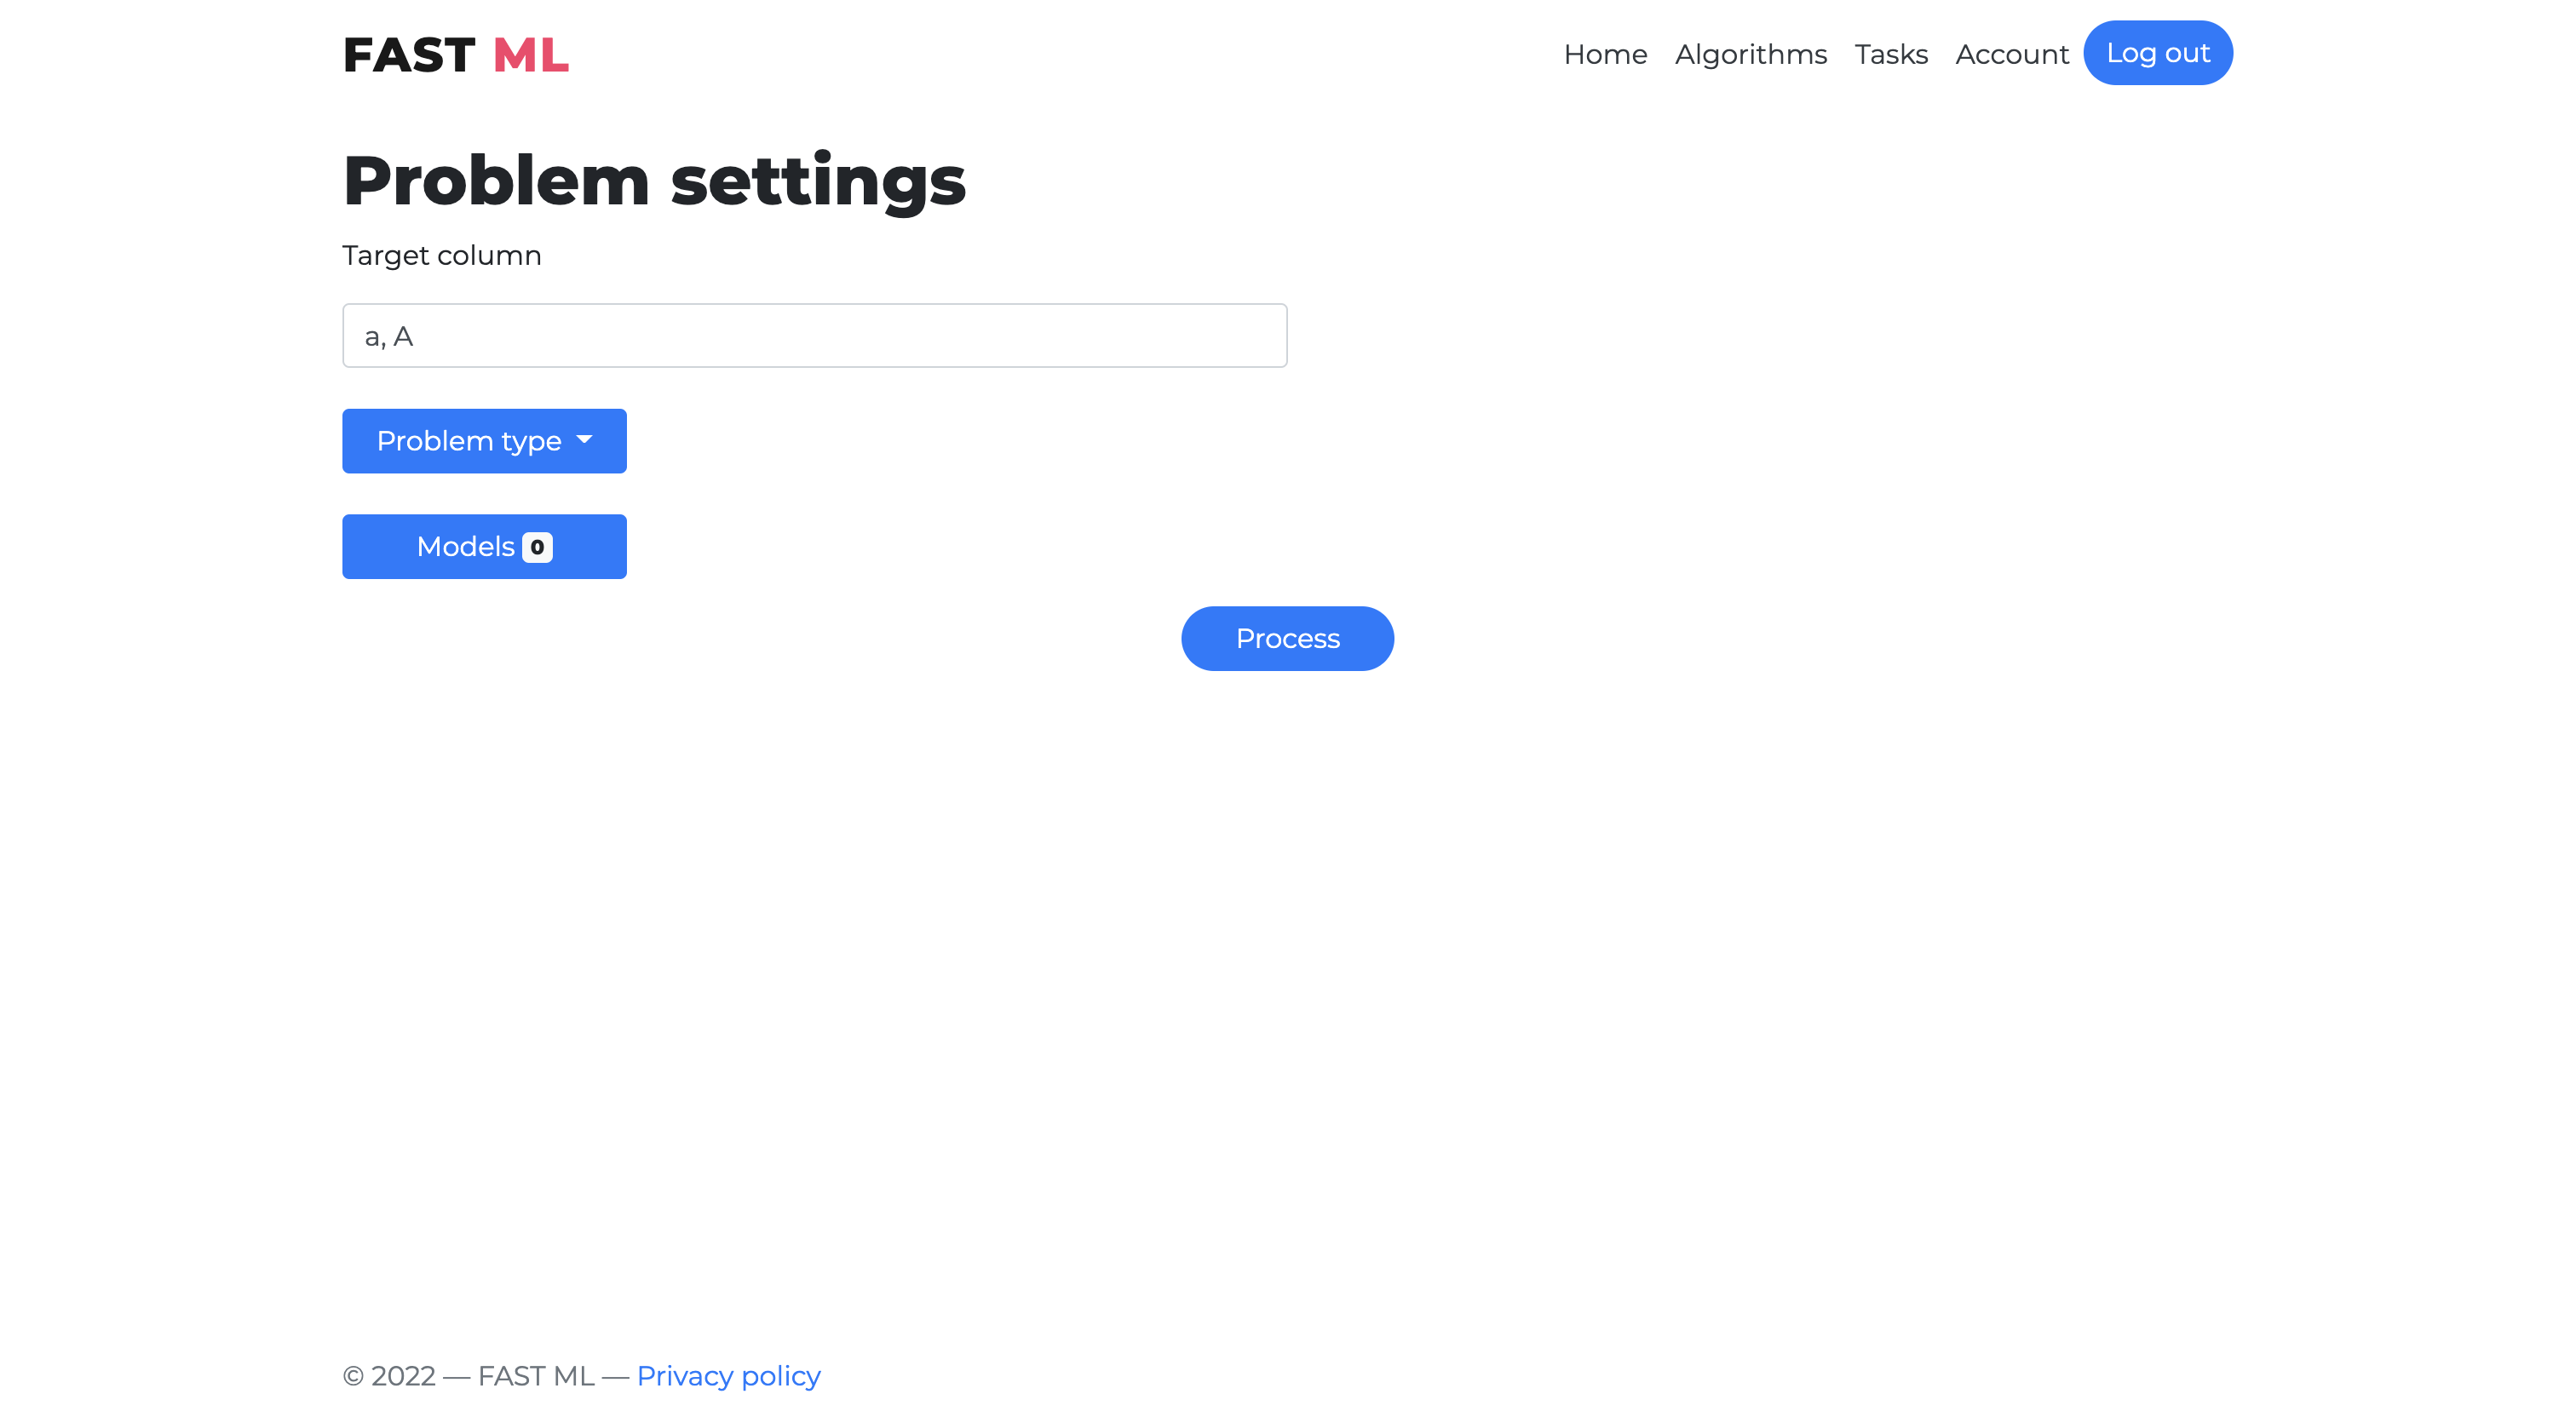 FAST ML
Home Algorithms Tasks Account Log out
Problem settings
Target column
a, A
Problem type
Models 0
Process
© 2022 — FAST ML — Privacy policy